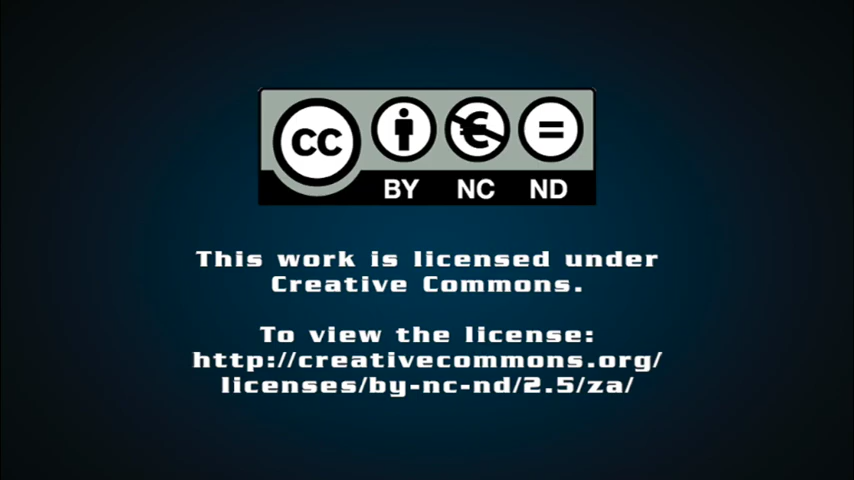 CC
BY NC ND
This work is licensed under
Creative Commons.
To view the license:
http://creativecommons.org/
licenses/by-nc-nd/2.5/za/